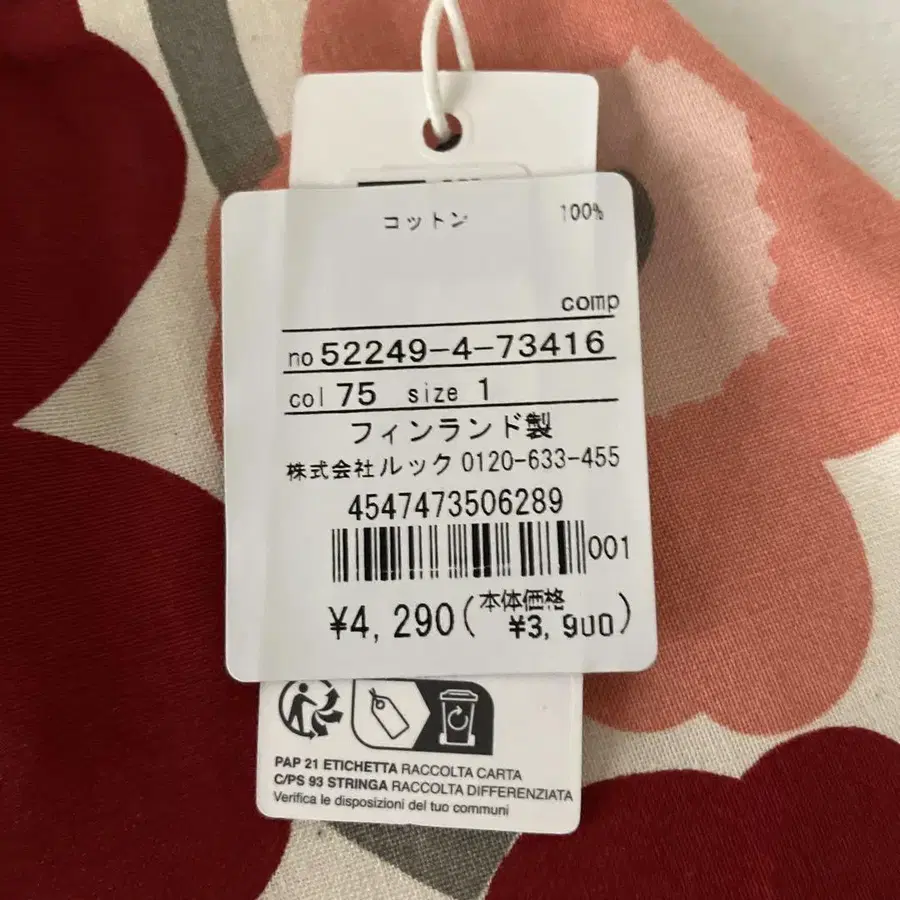 コットン 100%
comp
no 52249-4-73416
col 75 size 1
フィンランド製
株式会社ルック 0120-633-455
4547473506289
001
¥4,290(本体価格 ¥3,900)
PAP 21 ETICHETTA RACCOLTA CARTA
C/PS 93 STRINGA RACCOLTA DIFFERENZIATA
Verifica le disposizioni del tuo comuni